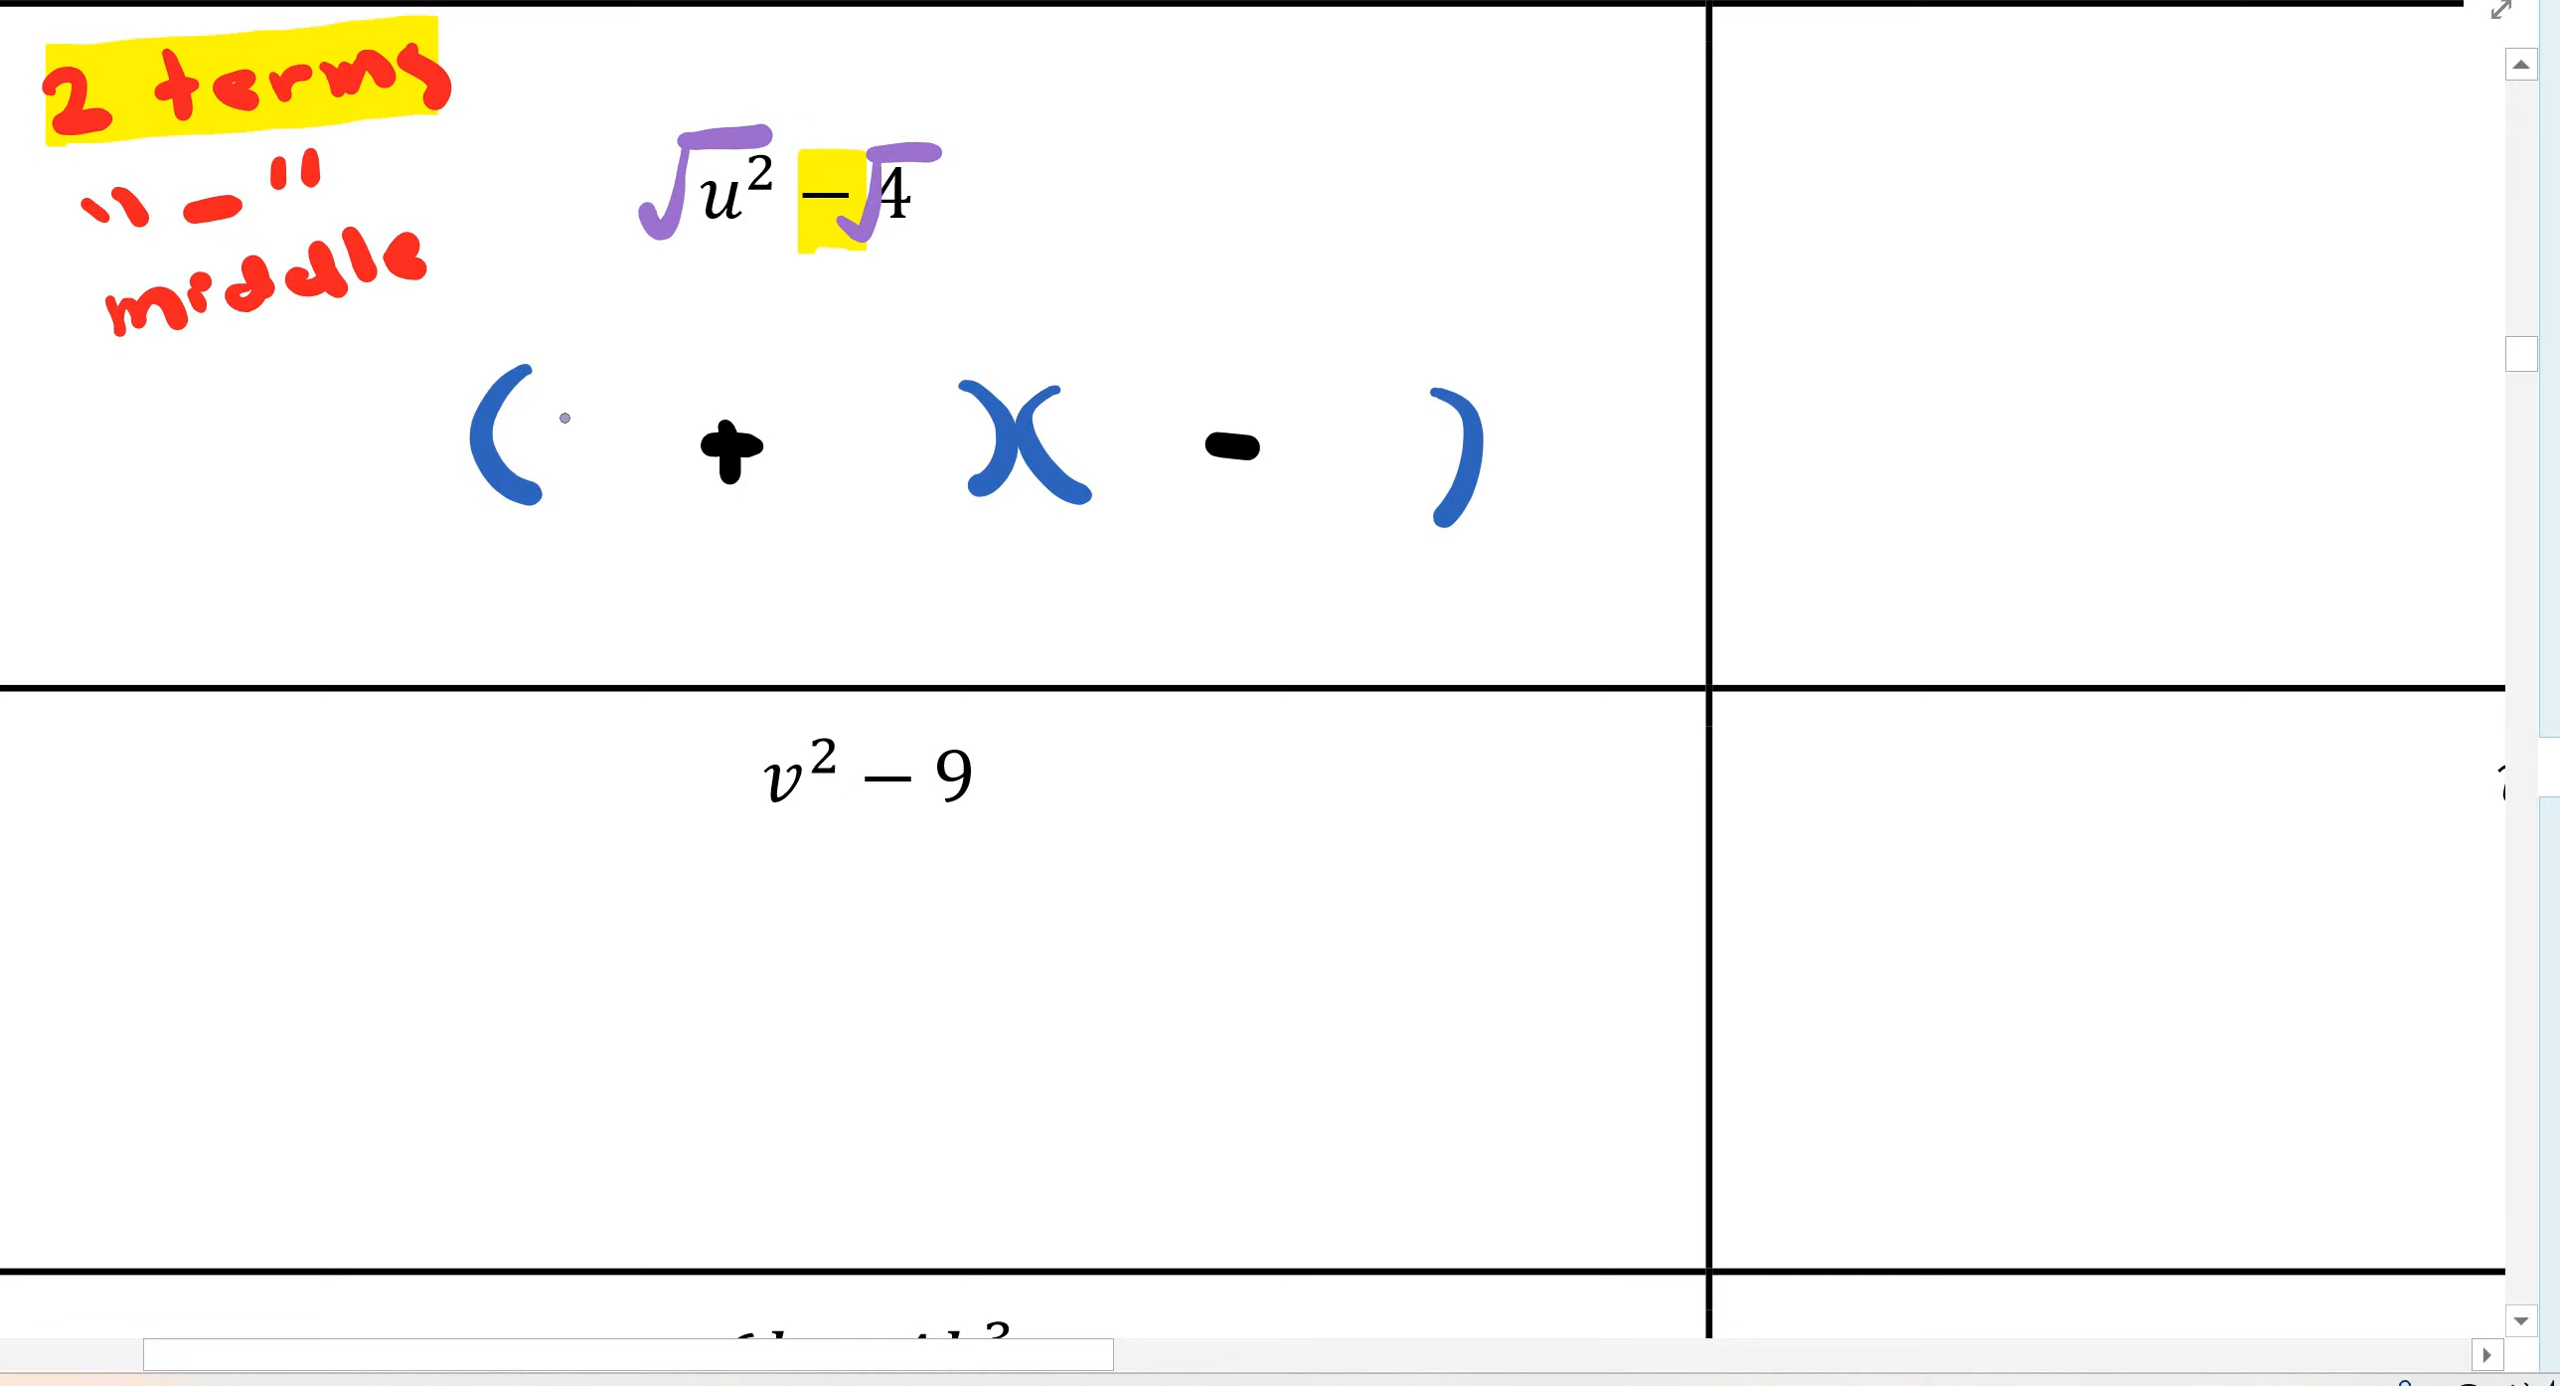 2 terms
"-"
middle
√u² - √4
( + )( - )
v² - 9